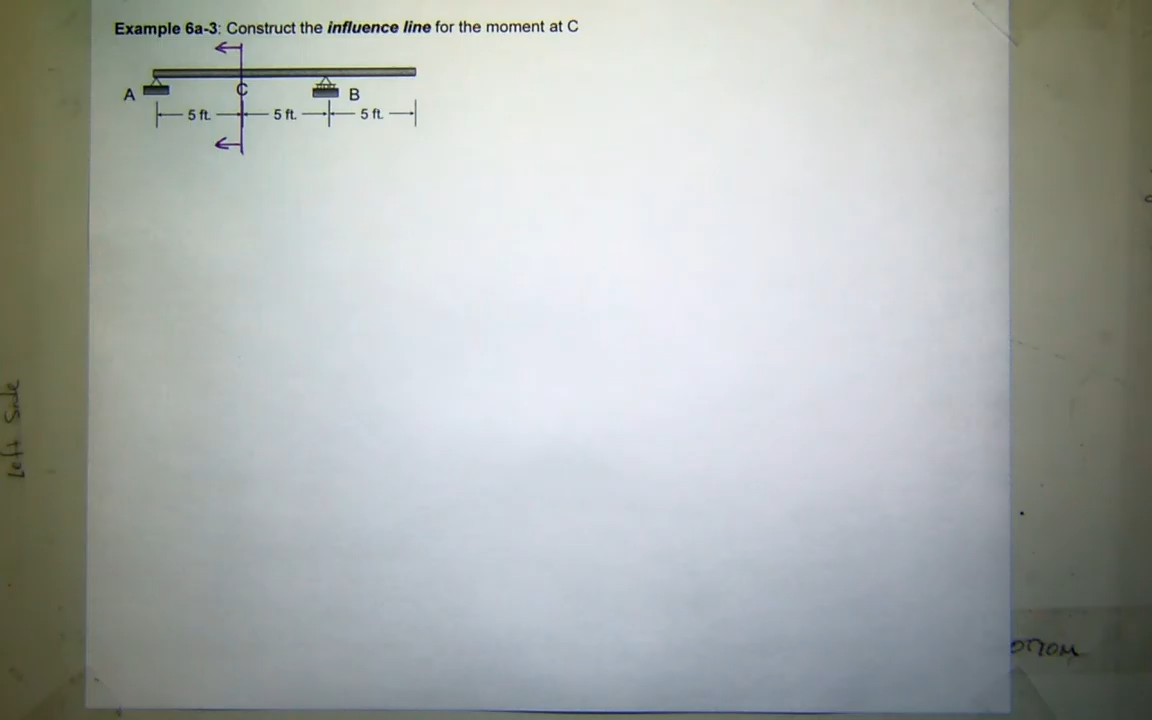 Example 6a-3: Construct the influence line for the moment at C
A
C
B
5 ft.
5 ft.
5 ft.
Left Side
OTTOM